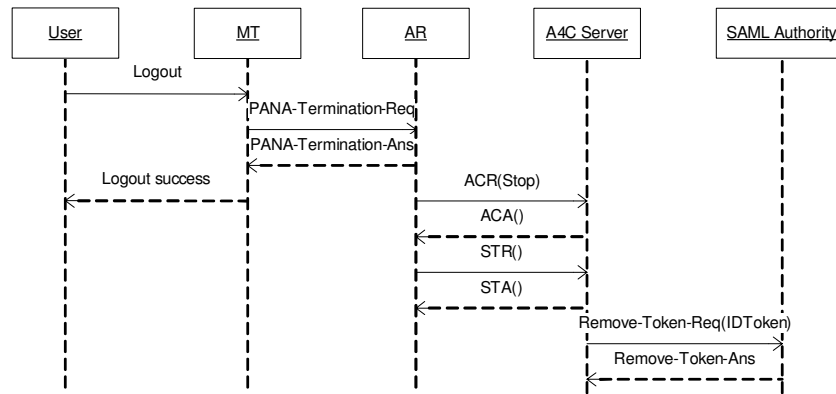 User
MT
AR
A4C Server
SAML Authority
Logout
PANA-Termination-Req
PANA-Termination-Ans
Logout success
ACR(Stop)
ACA()
STR()
STA()
Remove-Token-Req(IDToken)
Remove-Token-Ans